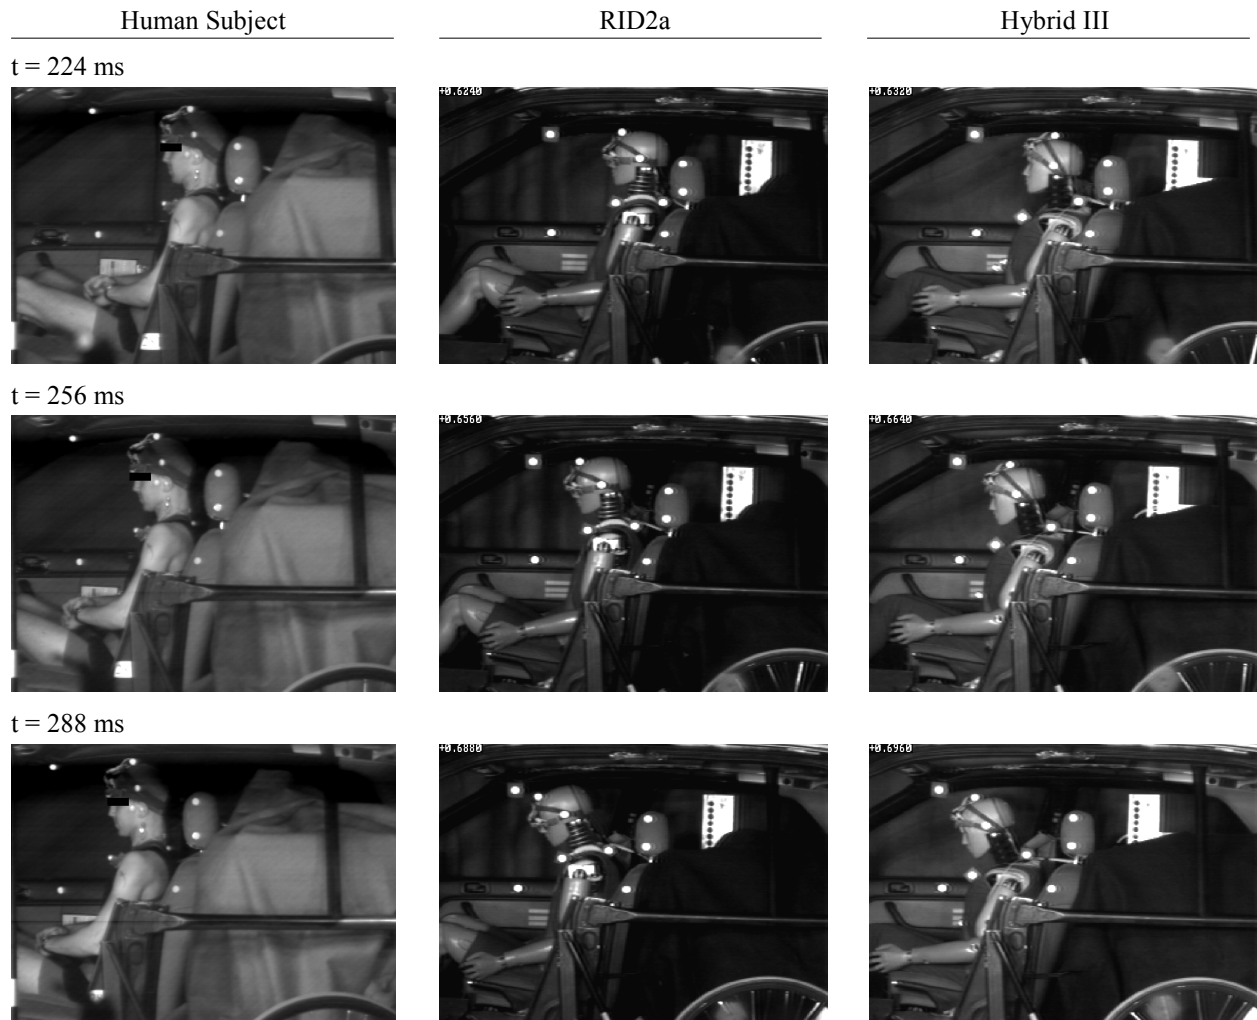 Human Subject RID2a Hybrid III
t = 224 ms
+0.6240 +0.6320
t = 256 ms
+0.6560 +0.6640
t = 288 ms
+0.6880 +0.6960